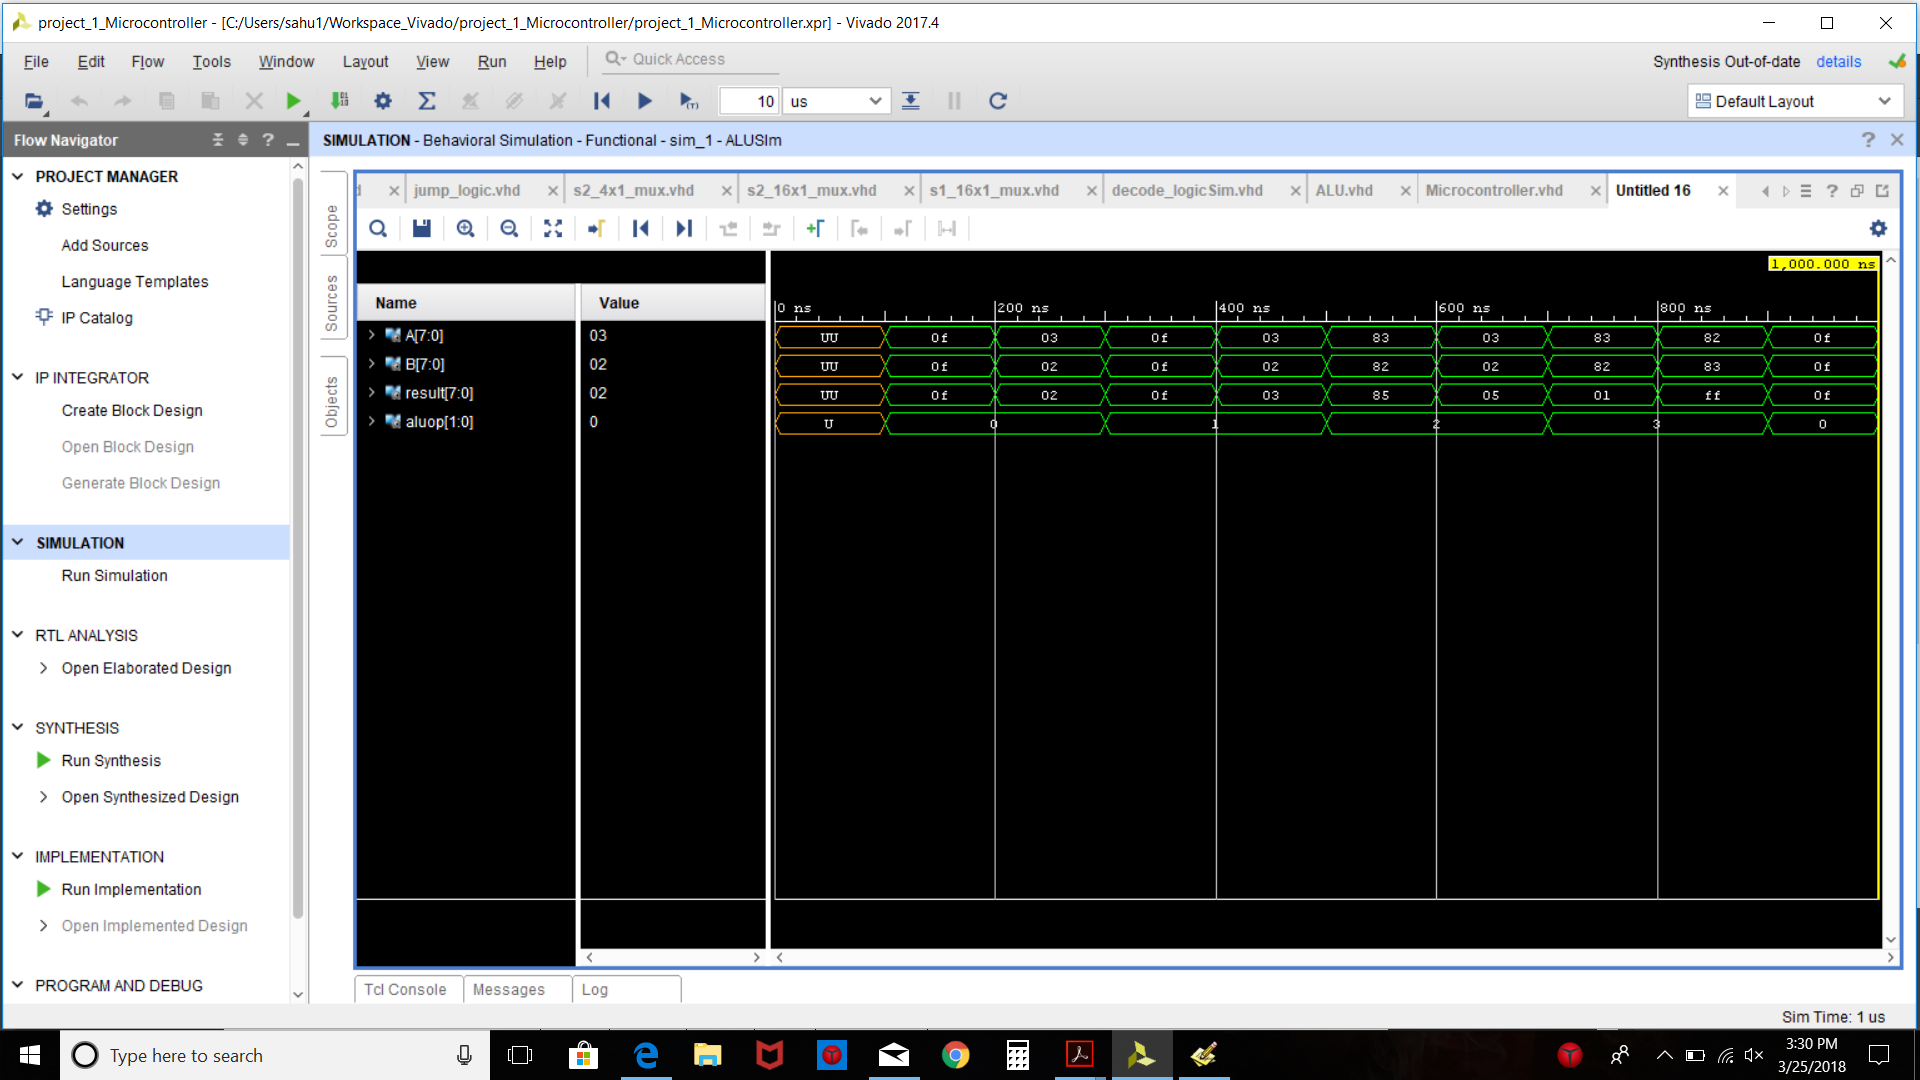 project_1_Microcontroller - [C:/Users/sahu1/Workspace_Vivado/project_1_Microcontroller/project_1_Microcontroller.xpr] - Vivado 2017.4
File Edit Flow Tools Window Layout View Run Help Quick Access
Synthesis Out-of-date details
10 us
Default Layout
Flow Navigator
SIMULATION - Behavioral Simulation - Functional - sim_1 - ALUSIm
PROJECT MANAGER
Settings
Add Sources
Language Templates
IP Catalog
IP INTEGRATOR
Create Block Design
Open Block Design
Generate Block Design
SIMULATION
Run Simulation
RTL ANALYSIS
Open Elaborated Design
SYNTHESIS
Run Synthesis
Open Synthesized Design
IMPLEMENTATION
Run Implementation
Open Implemented Design
PROGRAM AND DEBUG
Scope
Sources
Objects
jump_logic.vhd s2_4x1_mux.vhd s2_16x1_mux.vhd s1_16x1_mux.vhd decode_logicSim.vhd ALU.vhd Microcontroller.vhd Untitled 16
1,000.000 ns
Name Value
0 ns 200 ns 400 ns 600 ns 800 ns
A[7:0] 03 UU 0f 03 0f 03 83 03 83 82 0f
B[7:0] 02 UU 0f 02 0f 02 82 02 82 83 0f
result[7:0] 02 UU 0f 02 0f 03 85 05 01 ff 0f
aluop[1:0] 0 U 0 1 2 3 0
Tcl Console Messages Log
Sim Time: 1 us
Type here to search
3:30 PM
3/25/2018